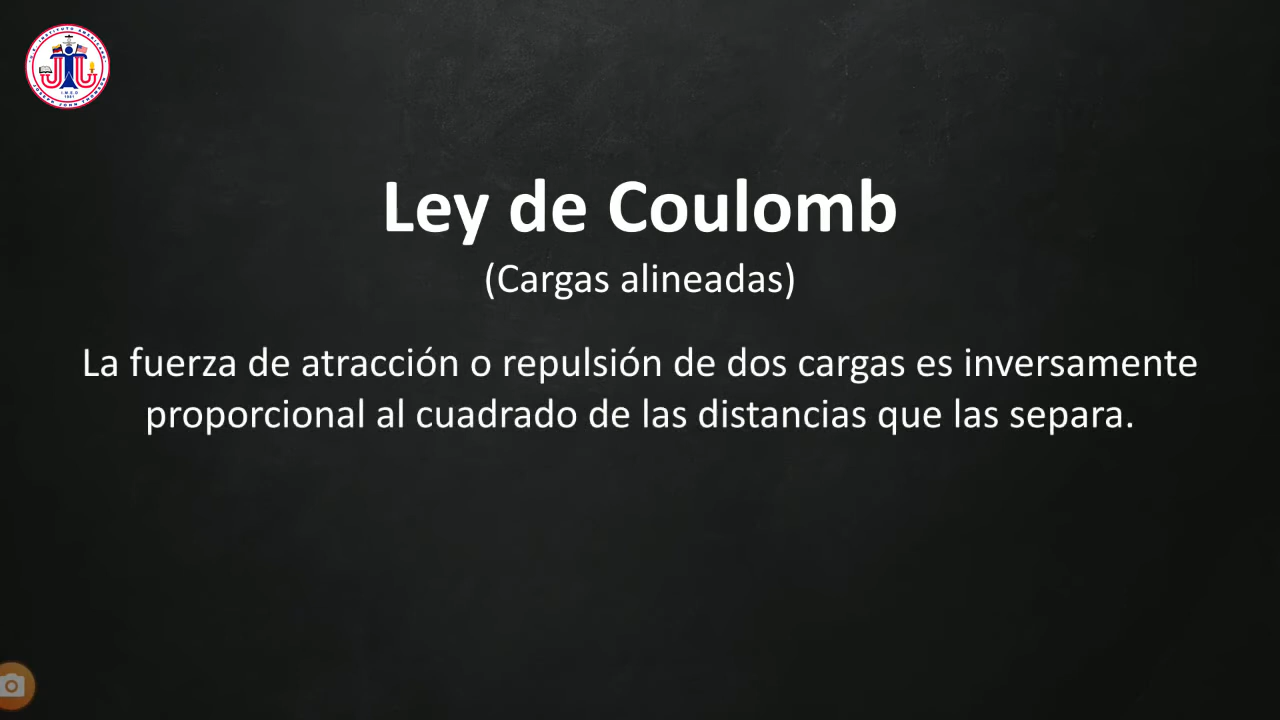 Ley de Coulomb
(Cargas alineadas)
La fuerza de atracción o repulsión de dos cargas es inversamente
proporcional al cuadrado de las distancias que las separa.